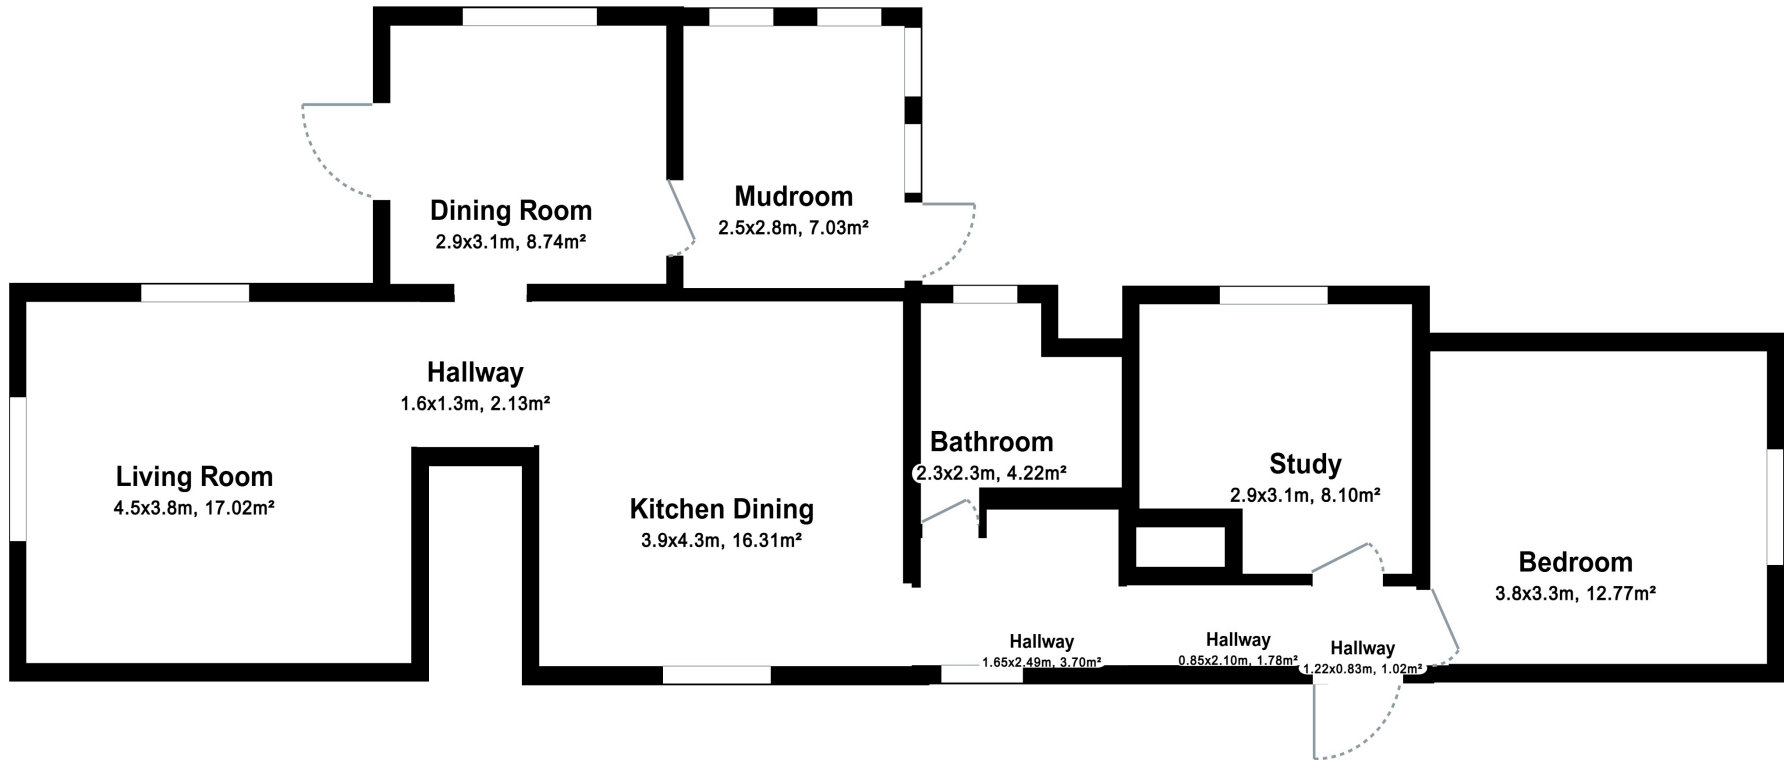 Mudroom
2.5x2.8m, 7.03m²
Dining Room
2.9x3.1m, 8.74m²
Hallway
1.6x1.3m, 2.13m²
Living Room
4.5x3.8m, 17.02m²
Kitchen Dining
3.9x4.3m, 16.31m²
Bathroom
2.3x2.3m, 4.22m²
Study
2.9x3.1m, 8.10m²
Bedroom
3.8x3.3m, 12.77m²
Hallway
1.65x2.49m, 3.70m²
Hallway
0.85x2.10m, 1.78m²
Hallway
1.22x0.83m, 1.02m²